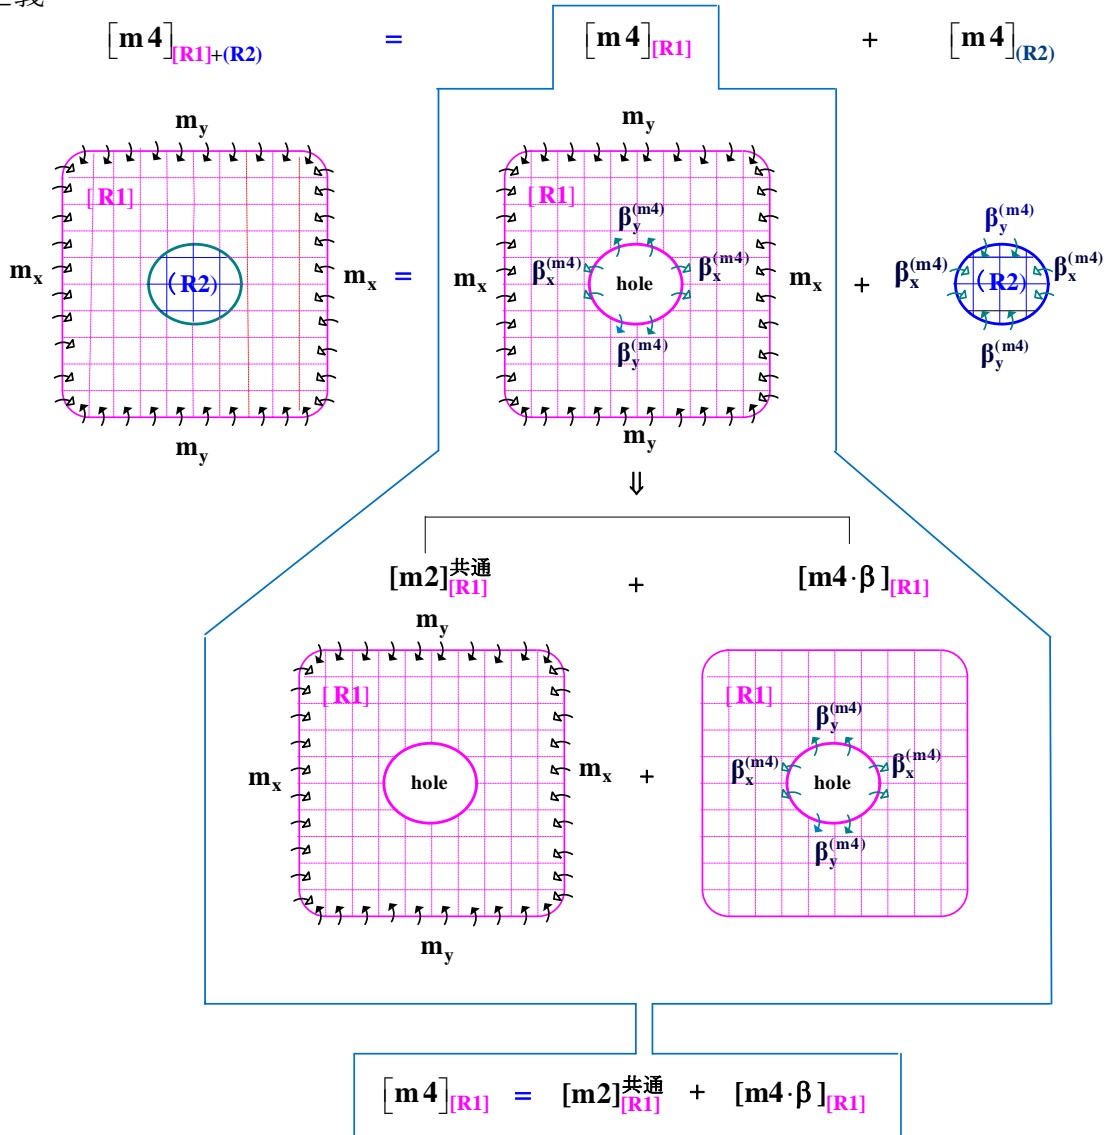 [m4][R1]+(R2) = [m4][R1] + [m4](R2)
my my
[R1] [R1] βy(m4) βy(m4)
mx (R2) mx = mx βx(m4) hole βx(m4) mx + βx(m4) (R2) βx(m4)
βy(m4) βy(m4)
my my
⇓
[m2]共通[R1] + [m4·β][R1]
my
[R1] [R1] βy(m4)
mx hole mx + βx(m4) hole βx(m4)
βy(m4)
my
[m4][R1] = [m2]共通[R1] + [m4·β][R1]